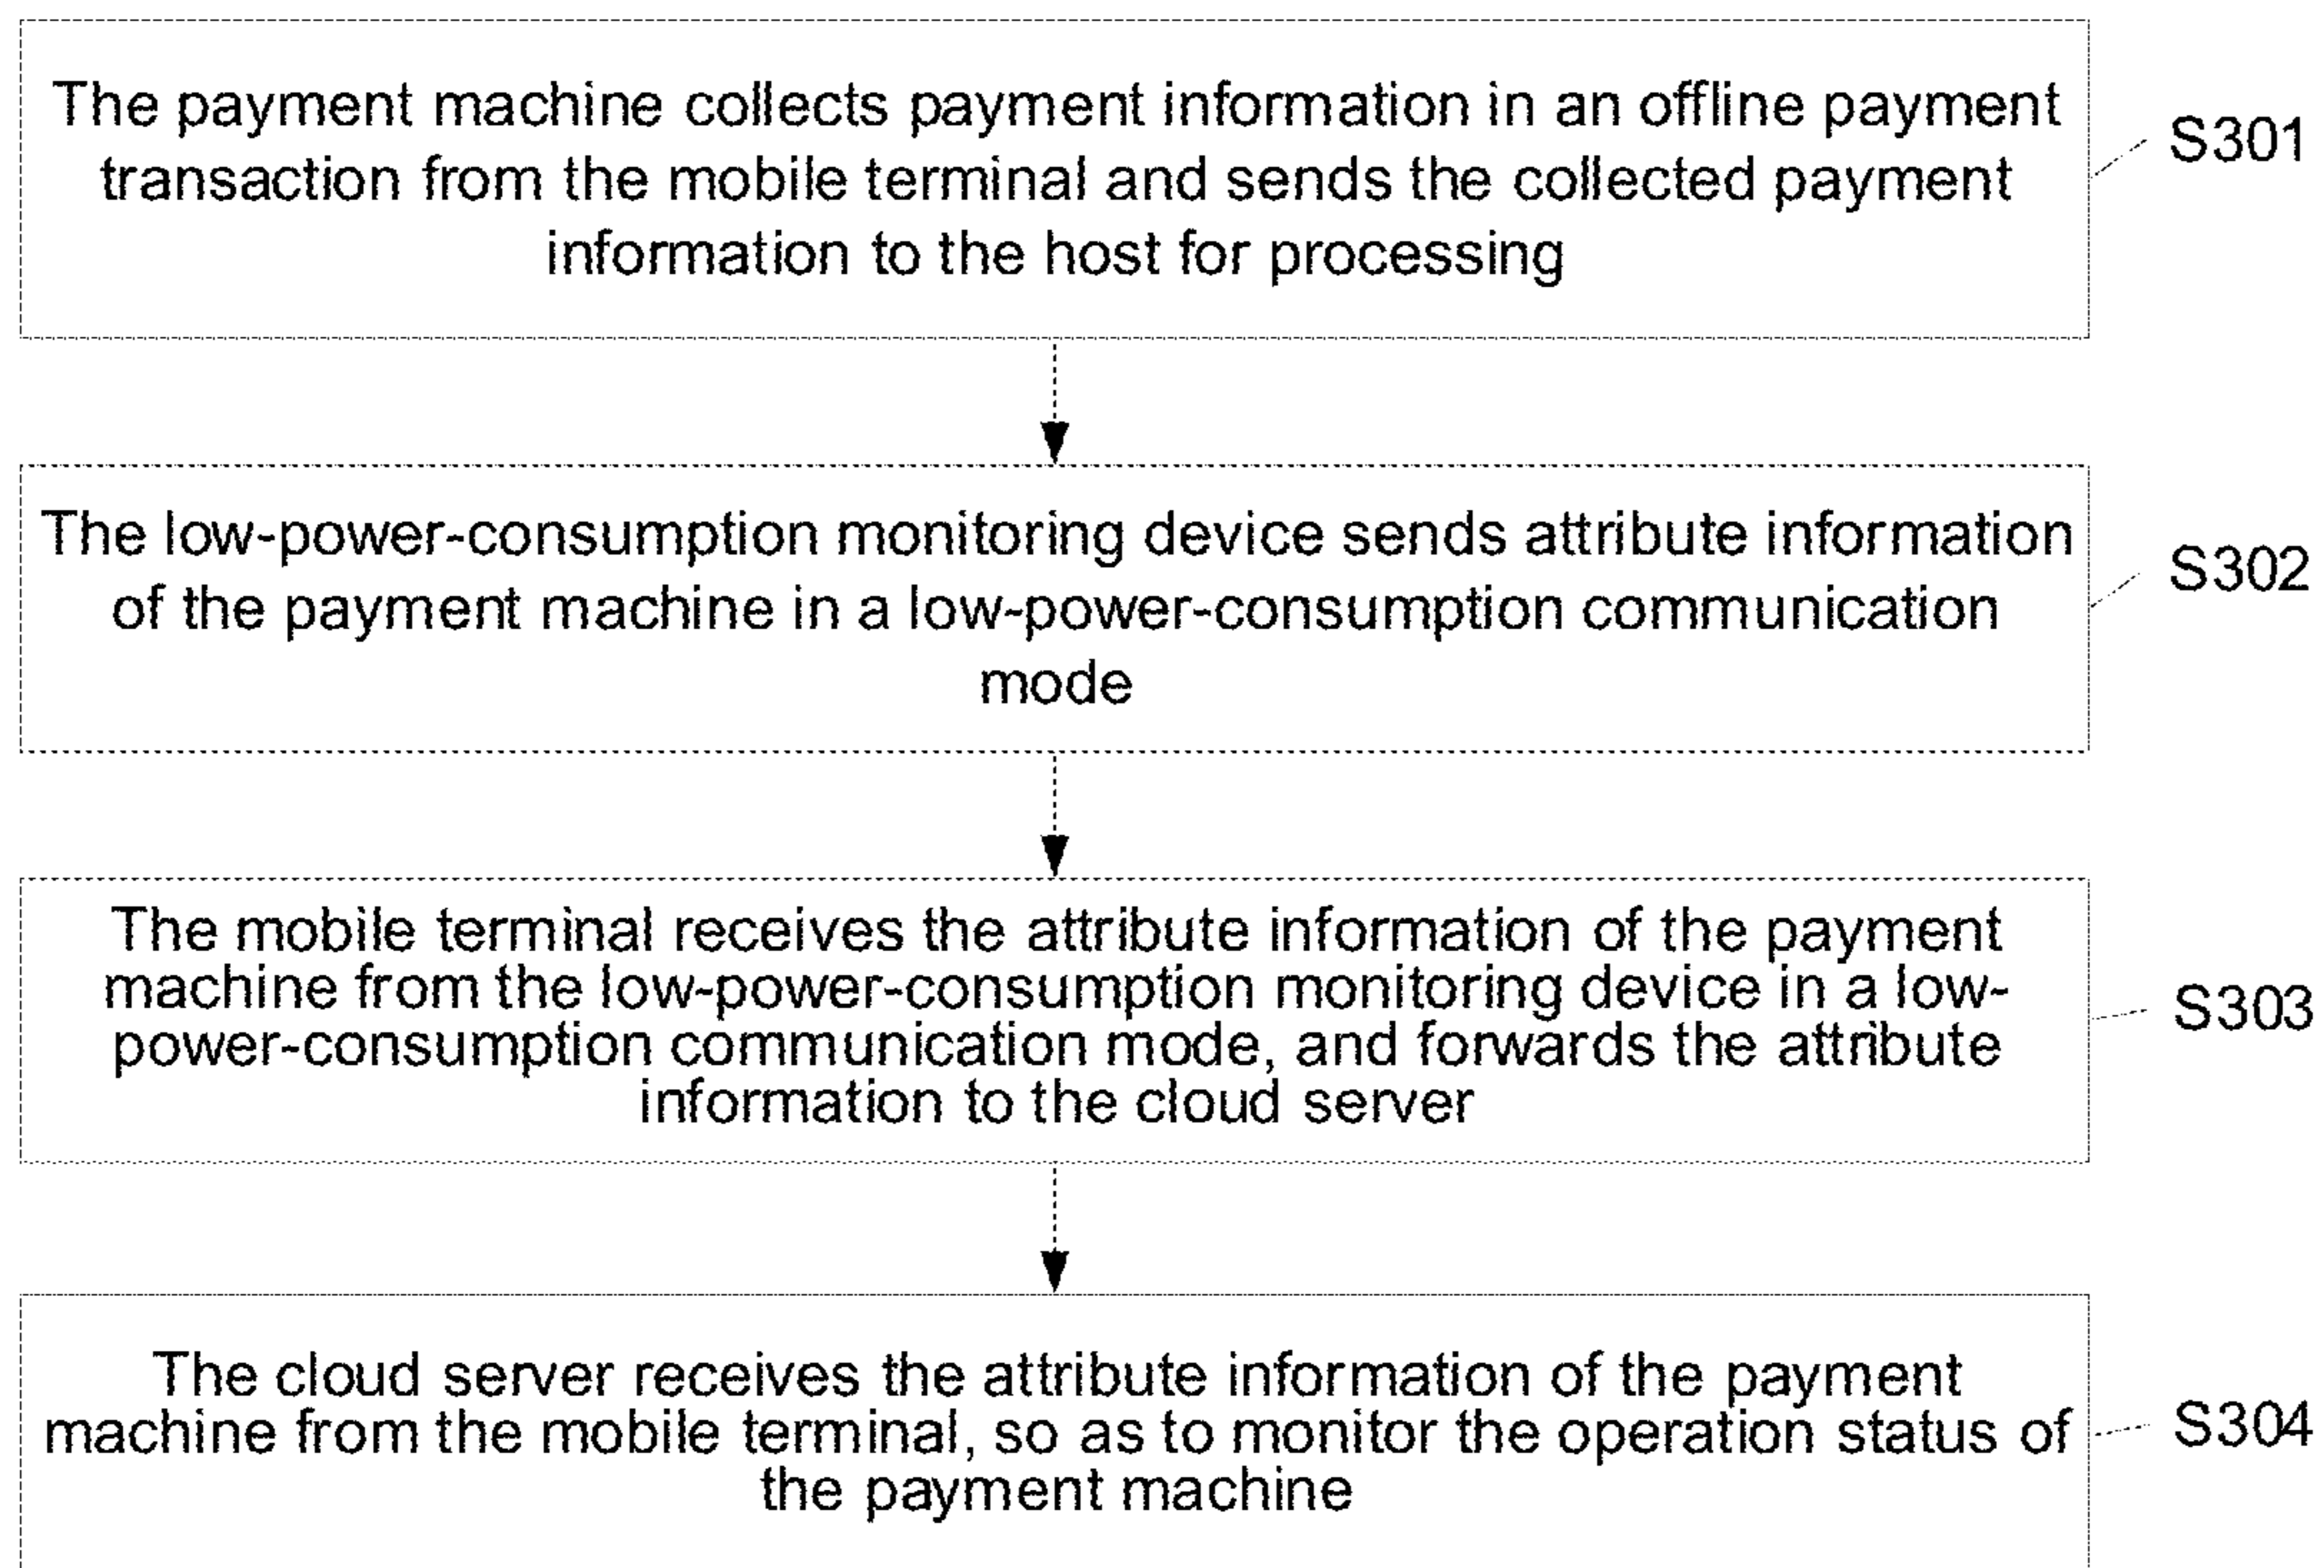 The payment machine collects payment information in an offline payment
transaction from the mobile terminal and sends the collected payment
information to the host for processing
S301
The low-power-consumption monitoring device sends attribute information
of the payment machine in a low-power-consumption communication
mode
S302
The mobile terminal receives the attribute information of the payment
machine from the low-power-consumption monitoring device in a low-
power-consumption communication mode, and forwards the attribute
information to the cloud server
S303
The cloud server receives the attribute information of the payment
machine from the mobile terminal, so as to monitor the operation status of
the payment machine
S304